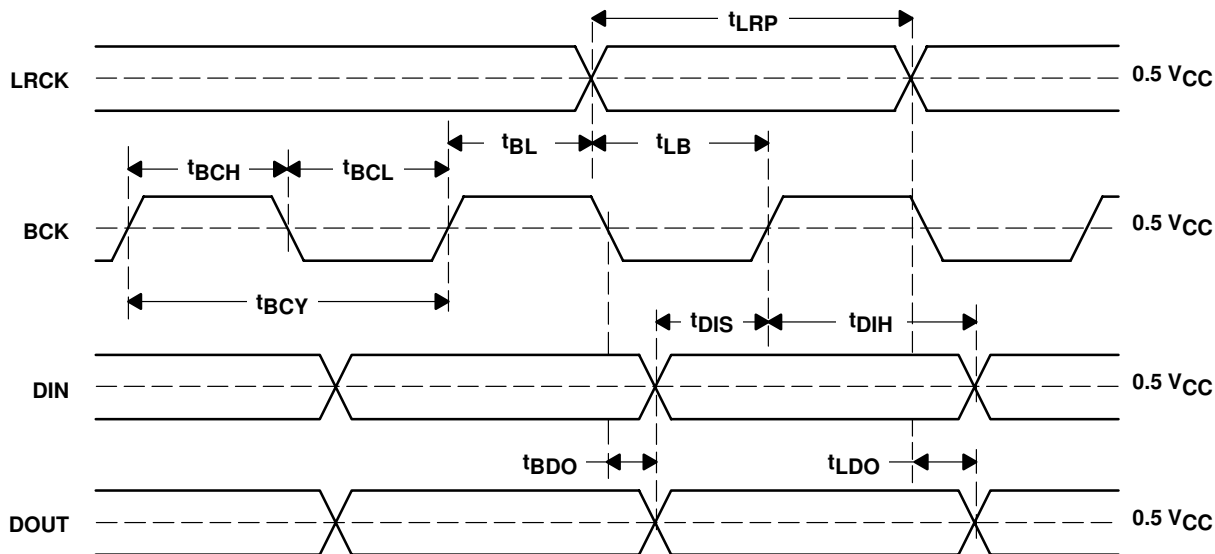 tLRP
LRCK
0.5 VCC
tBL
tLB
tBCH
tBCL
BCK
0.5 VCC
tBCY
tDIS
tDIH
DIN
0.5 VCC
tBDO
tLDO
DOUT
0.5 VCC